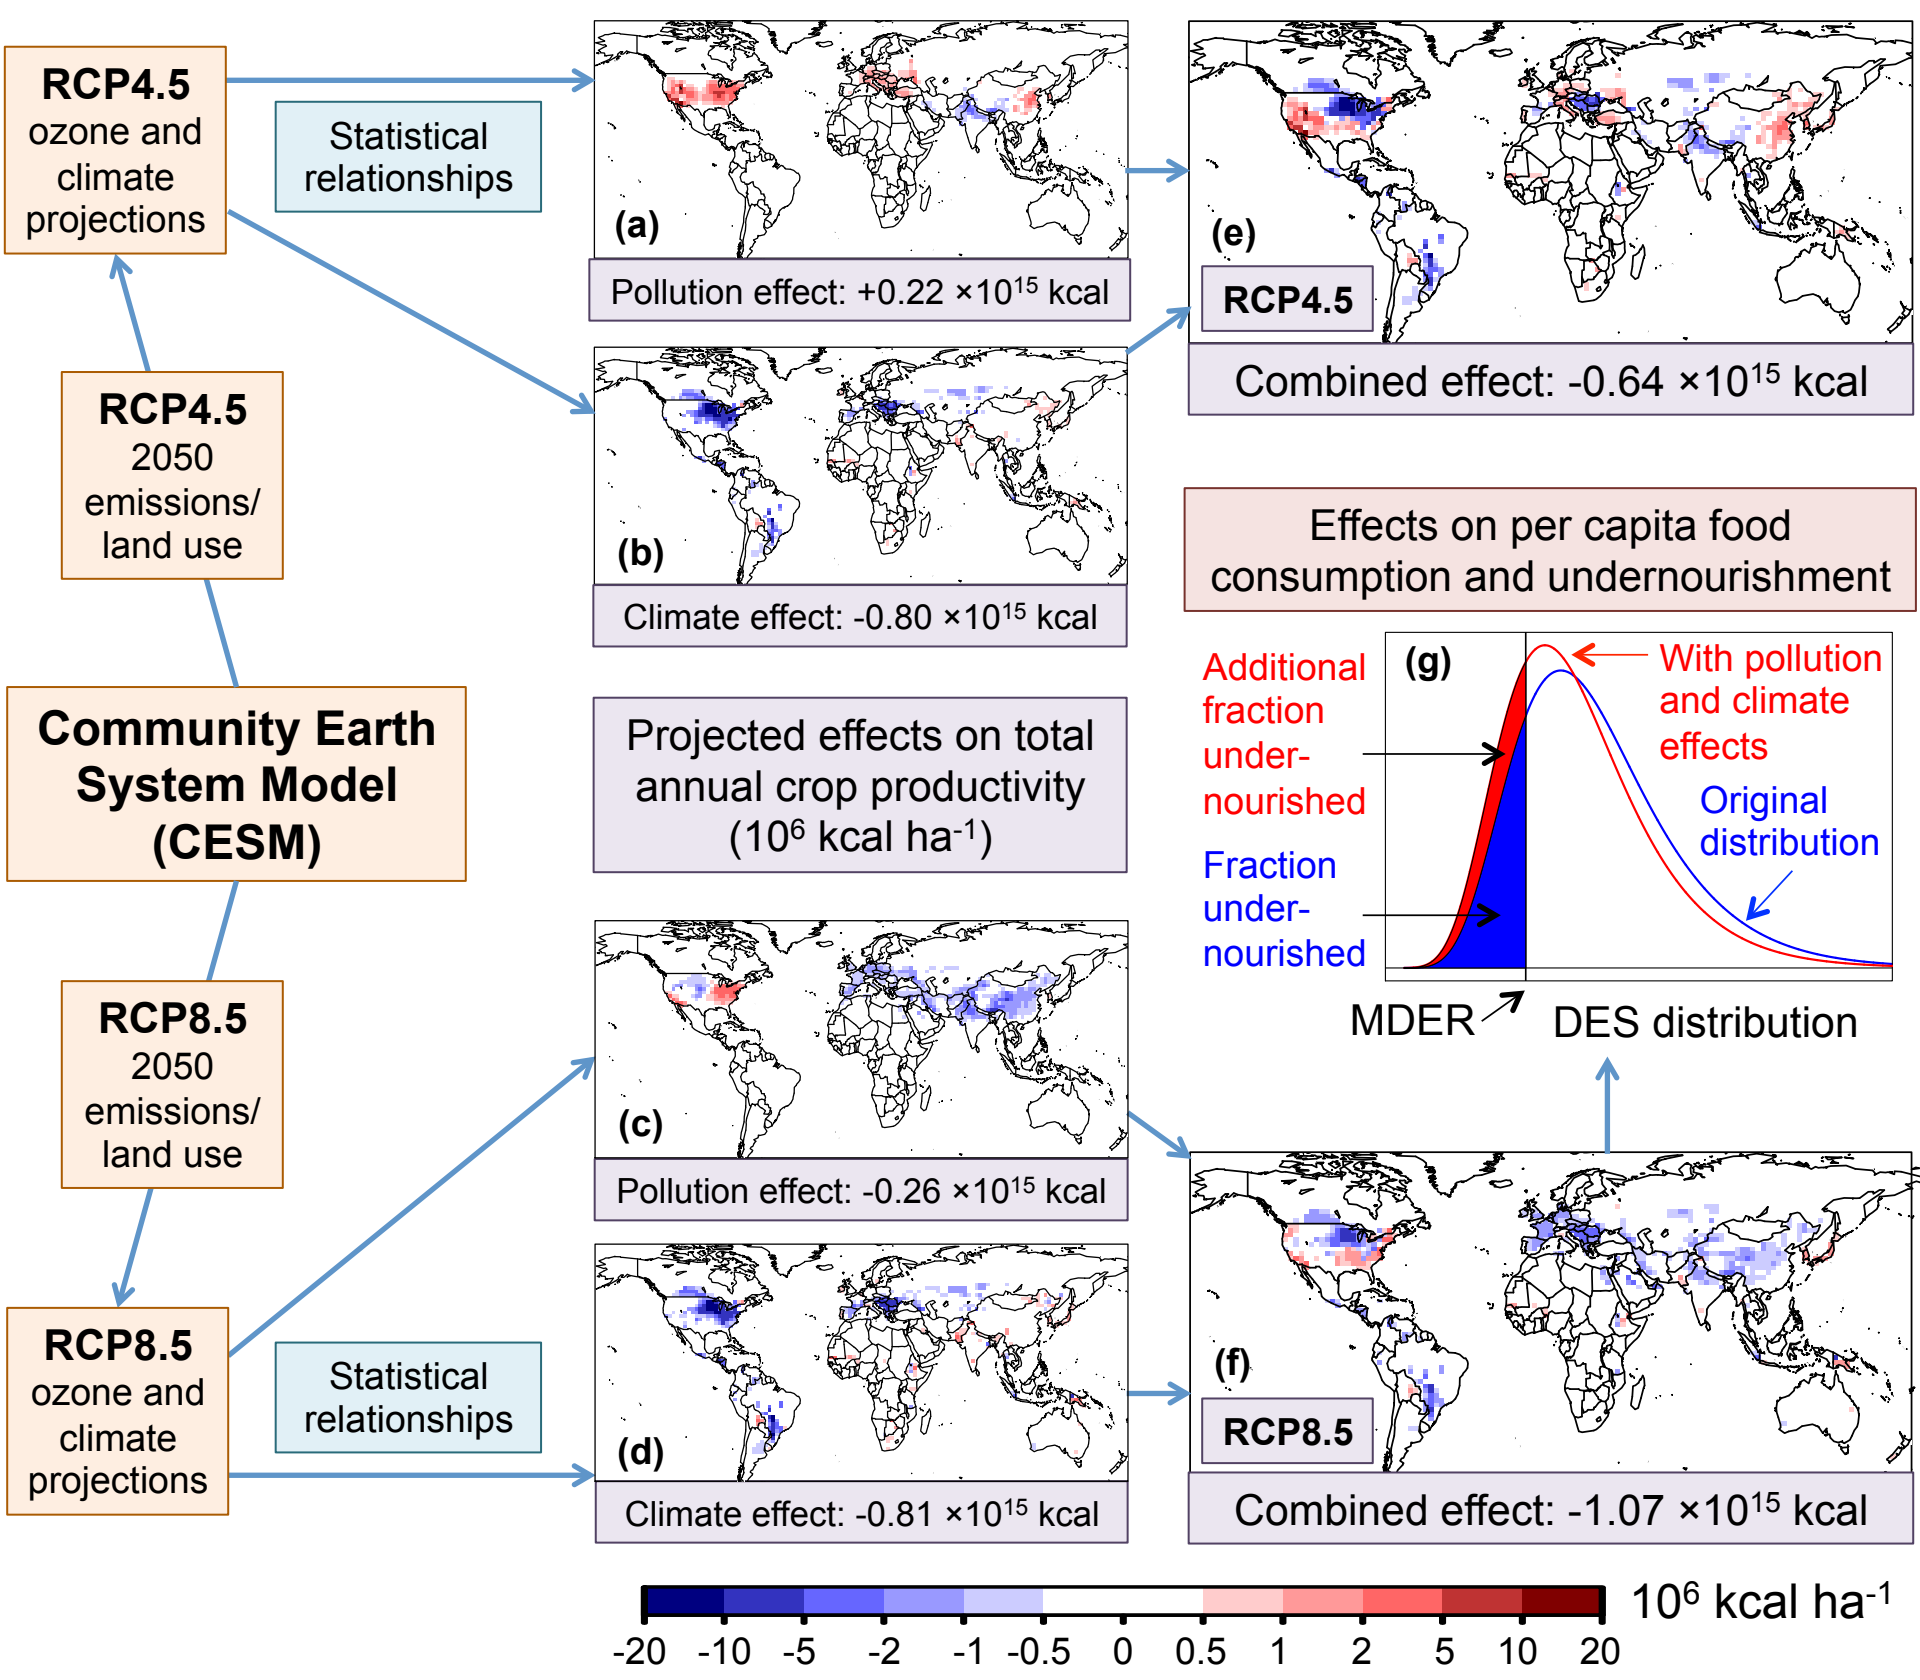 RCP4.5
ozone and
climate
projections
Statistical
relationships
(a)
Pollution effect: +0.22 ×10¹⁵ kcal
(e)
RCP4.5
Combined effect: -0.64 ×10¹⁵ kcal
RCP4.5
2050
emissions/
land use
(b)
Climate effect: -0.80 ×10¹⁵ kcal
Effects on per capita food
consumption and undernourishment
Community Earth
System Model
(CESM)
Projected effects on total
annual crop productivity
(10⁶ kcal ha⁻¹)
(g)
Additional
fraction
under-
nourished
With pollution
and climate
effects
Original
distribution
Fraction
under-
nourished
MDER
DES distribution
RCP8.5
2050
emissions/
land use
(c)
Pollution effect: -0.26 ×10¹⁵ kcal
RCP8.5
ozone and
climate
projections
Statistical
relationships
(d)
Climate effect: -0.81 ×10¹⁵ kcal
(f)
RCP8.5
Combined effect: -1.07 ×10¹⁵ kcal
10⁶ kcal ha⁻¹
-20 -10 -5 -2 -1 -0.5 0 0.5 1 2 5 10 20